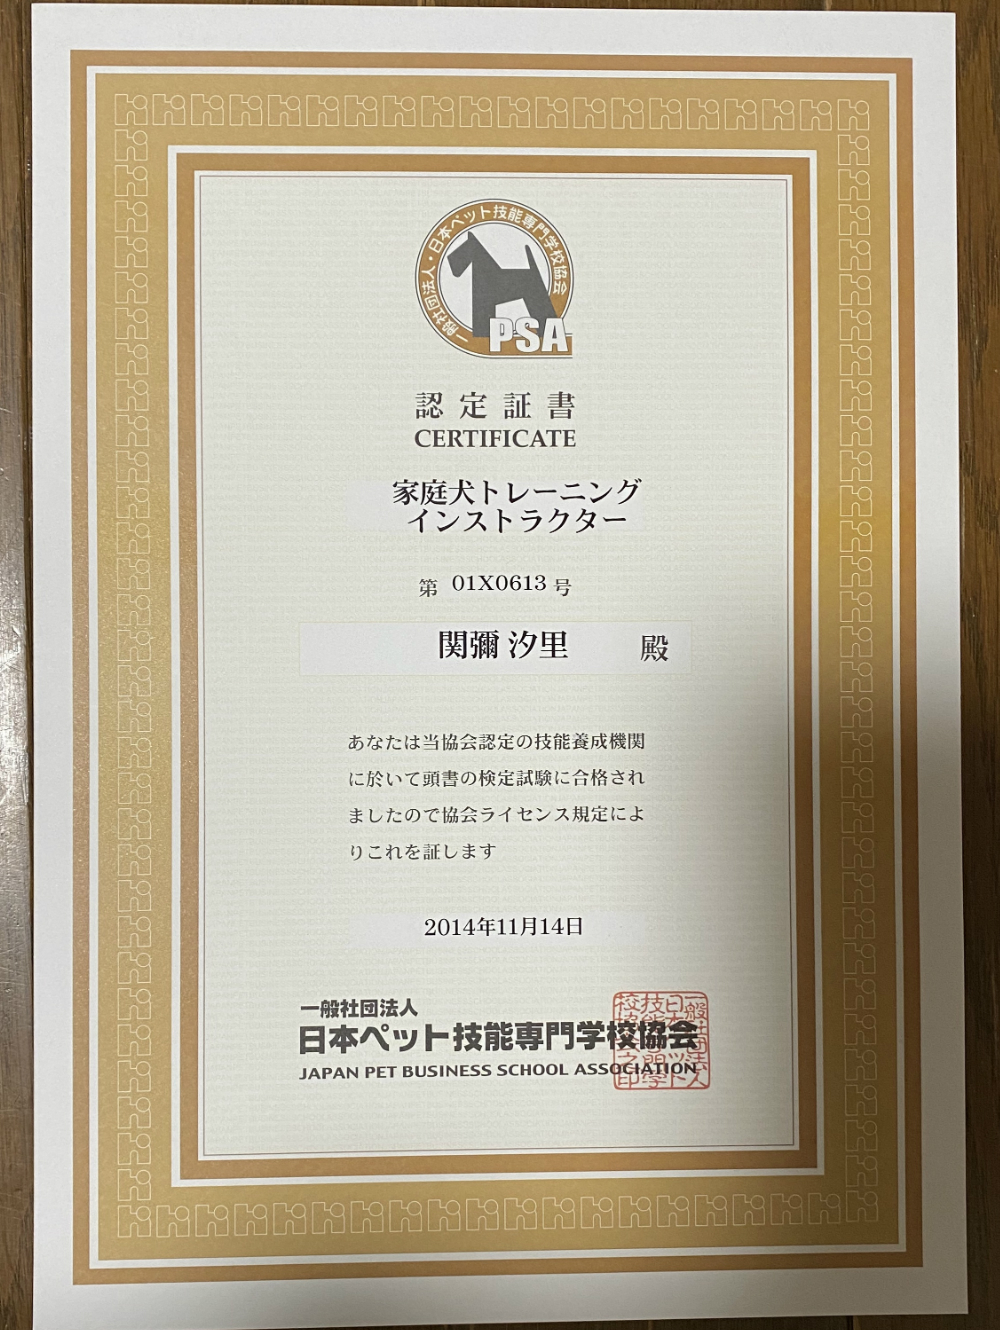 一般社団法人・日本ペット技能専門学校協会
PSA
認定証書
CERTIFICATE
家庭犬トレーニング
インストラクター
第 01X0613 号
関彌 汐里 殿
あなたは当協会認定の技能養成機関
に於いて頭書の検定試験に合格され
ましたので協会ライセンス規定によ
りこれを証します
2014年11月14日
一般社団法人
日本ペット技能専門学校協会
JAPAN PET BUSINESS SCHOOL ASSOCIATION